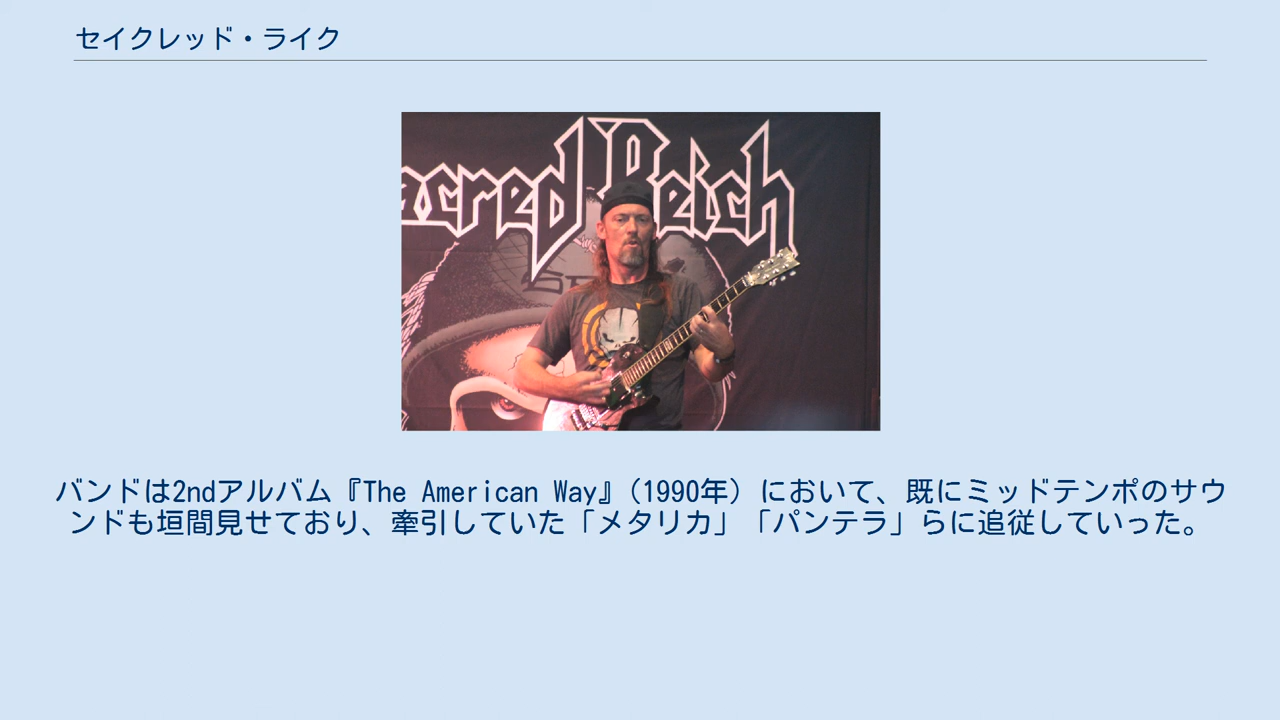 セイクレッド・ライク
acred Reich
バンドは2ndアルバム『The American Way』（1990年）において、既にミッドテンポのサウ
ンドも垣間見せており、牽引していた「メタリカ」「パンテラ」らに追従していった。